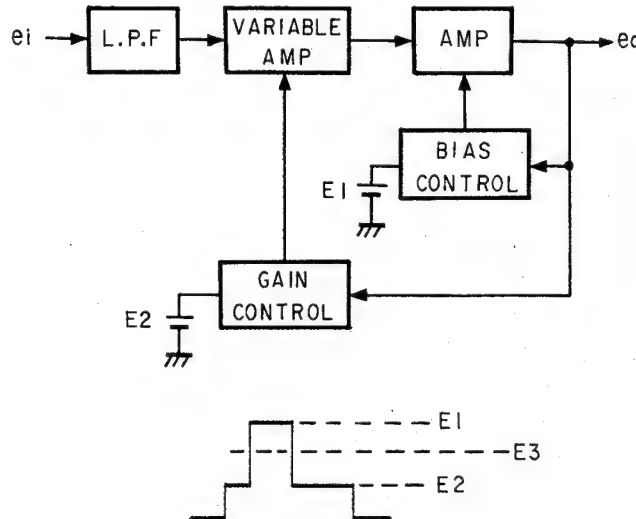 ei
L.P.F
VARIABLE
AMP
AMP
eo
BIAS
CONTROL
E1
GAIN
CONTROL
E2
E1
E3
E2